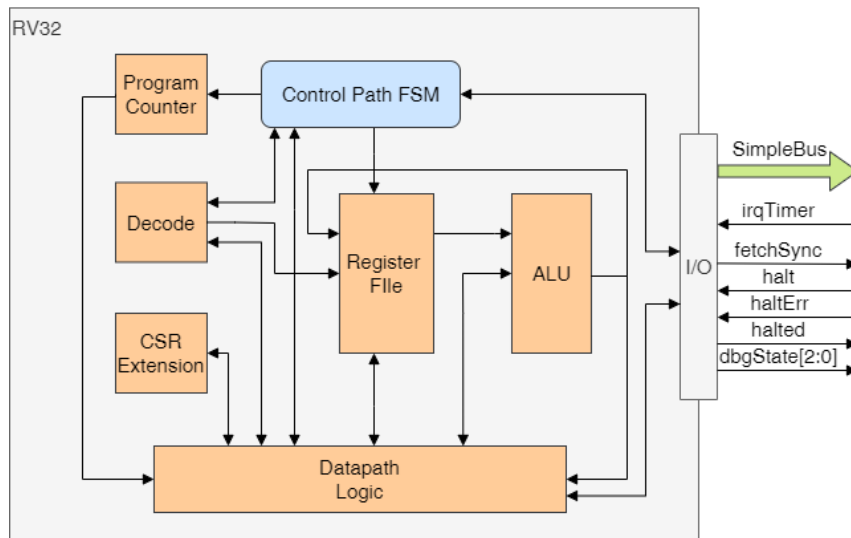 RV32
Program
Counter
Control Path FSM
SimpleBus
Decode
irqTimer
Register
FIle
ALU
I/O
fetchSync
halt
haltErr
CSR
Extension
halted
dbgState[2:0]
Datapath
Logic